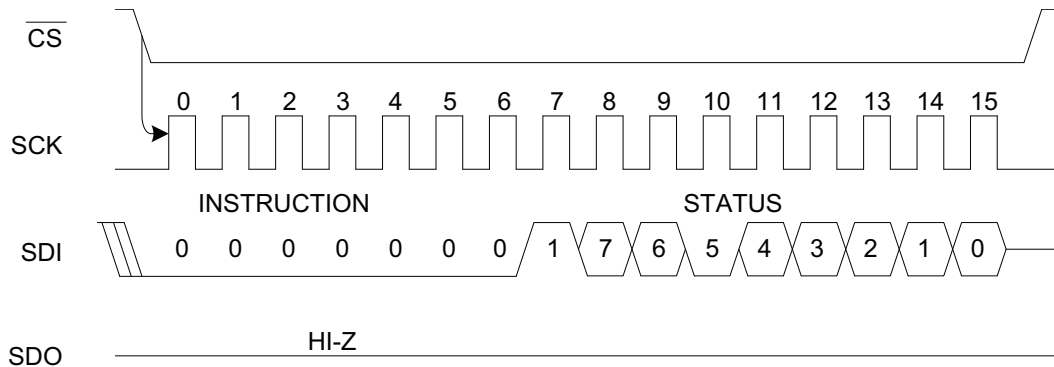 CS
0 1 2 3 4 5 6 7 8 9 10 11 12 13 14 15
SCK
INSTRUCTION STATUS
SDI 0 0 0 0 0 0 0 1 7 6 5 4 3 2 1 0
HI-Z
SDO